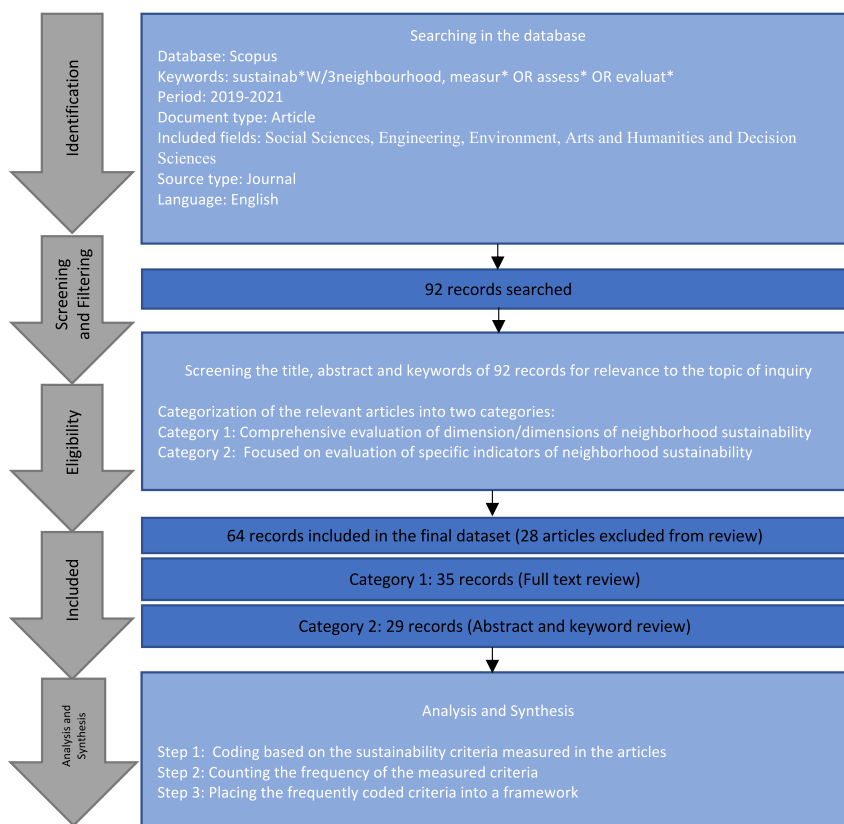 Identification
Searching in the database
Database: Scopus
Keywords: sustainab*W/3neighbourhood, measur* OR assess* OR evaluat*
Period: 2019-2021
Document type: Article
Included fields: Social Sciences, Engineering, Environment, Arts and Humanities and Decision
Sciences
Source type: Journal
Language: English
Screening
and Filtering
92 records searched
Eligibility
Screening the title, abstract and keywords of 92 records for relevance to the topic of inquiry
Categorization of the relevant articles into two categories:
Category 1: Comprehensive evaluation of dimension/dimensions of neighborhood sustainability
Category 2:  Focused on evaluation of specific indicators of neighborhood sustainability
Included
64 records included in the final dataset (28 articles excluded from review)
Category 1: 35 records (Full text review)
Category 2: 29 records (Abstract and keyword review)
Analysis and
Synthesis
Analysis and Synthesis
Step 1:  Coding based on the sustainability criteria measured in the articles
Step 2: Counting the frequency of the measured criteria
Step 3: Placing the frequently coded criteria into a framework